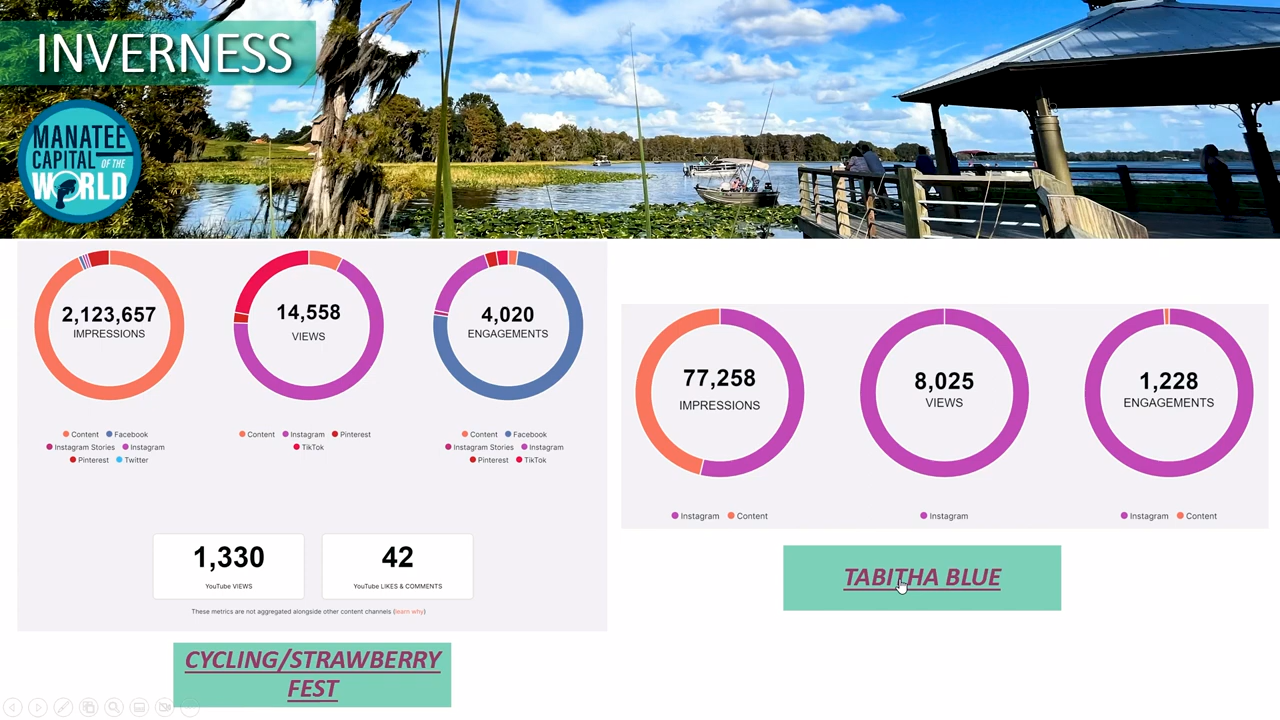 INVERNESS
MANATEE
CAPITAL OF THE
WORLD
2,123,657
IMPRESSIONS
Content Facebook
Instagram Stories Instagram
Pinterest Twitter
14,558
VIEWS
Content Instagram Pinterest
TikTok
4,020
ENGAGEMENTS
Content Facebook
Instagram Stories Instagram
Pinterest TikTok
1,330
YouTube VIEWS
42
YouTube LIKES & COMMENTS
These metrics are not aggregated alongside other content channels (learn why)
CYCLING/STRAWBERRY
FEST
77,258
IMPRESSIONS
Instagram Content
8,025
VIEWS
Instagram
1,228
ENGAGEMENTS
Instagram Content
TABITHA BLUE